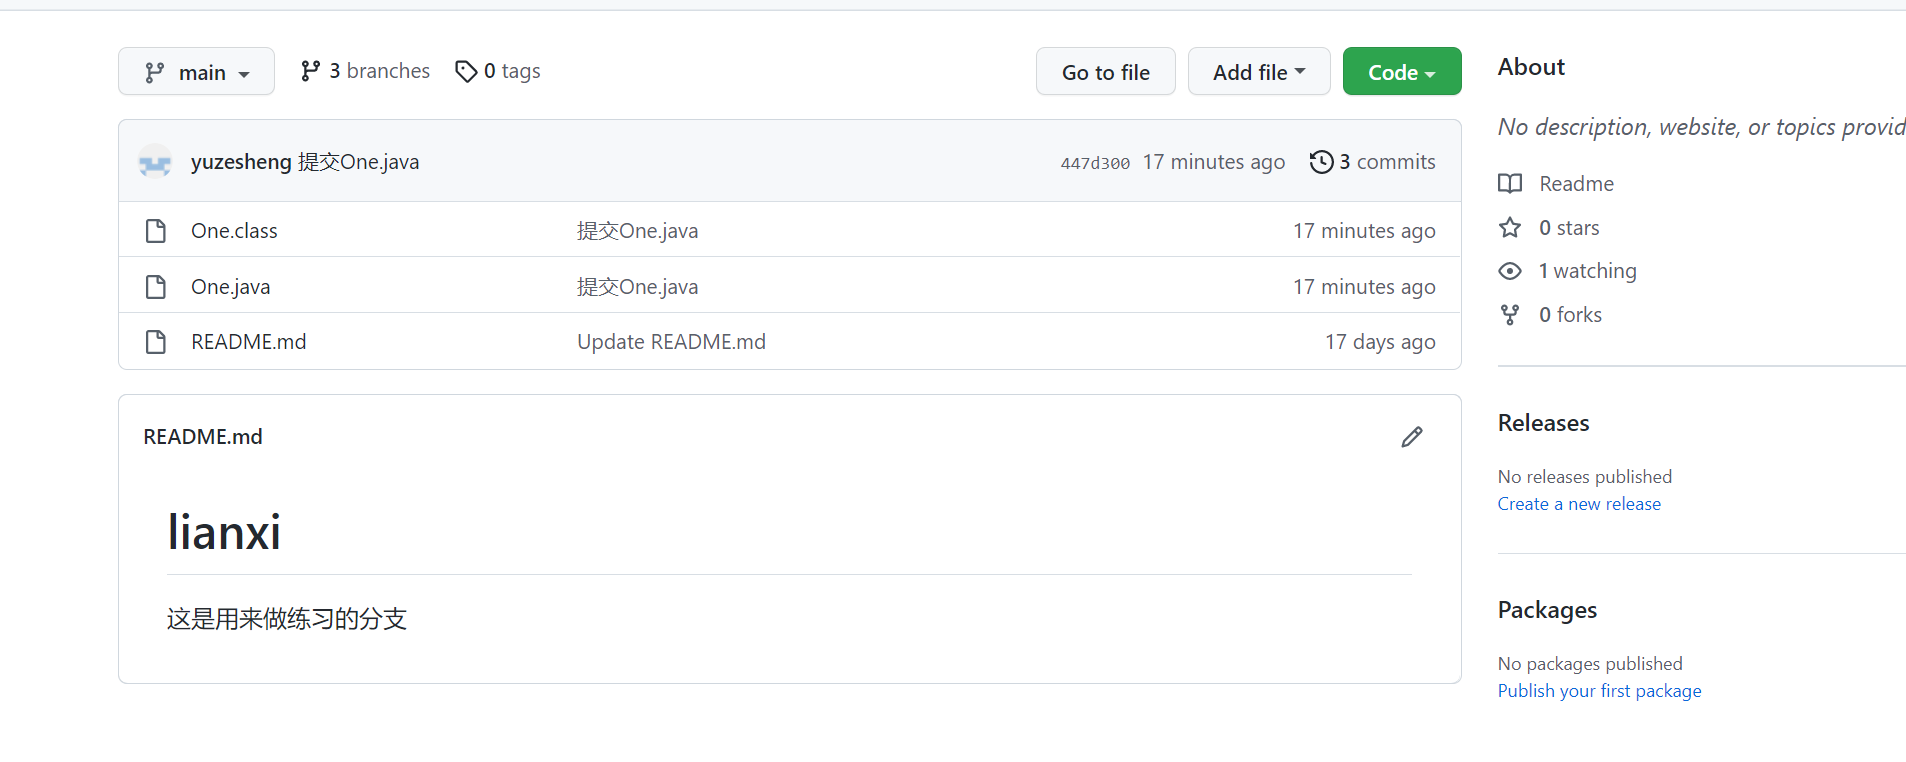 main 3 branches 0 tags Go to file Add file Code
yuzesheng 提交One.java 447d300 17 minutes ago 3 commits
One.class 提交One.java 17 minutes ago
One.java 提交One.java 17 minutes ago
README.md Update README.md 17 days ago
README.md
lianxi
这是用来做练习的分支
About
No description, website, or topics provid
Readme
0 stars
1 watching
0 forks
Releases
No releases published
Create a new release
Packages
No packages published
Publish your first package